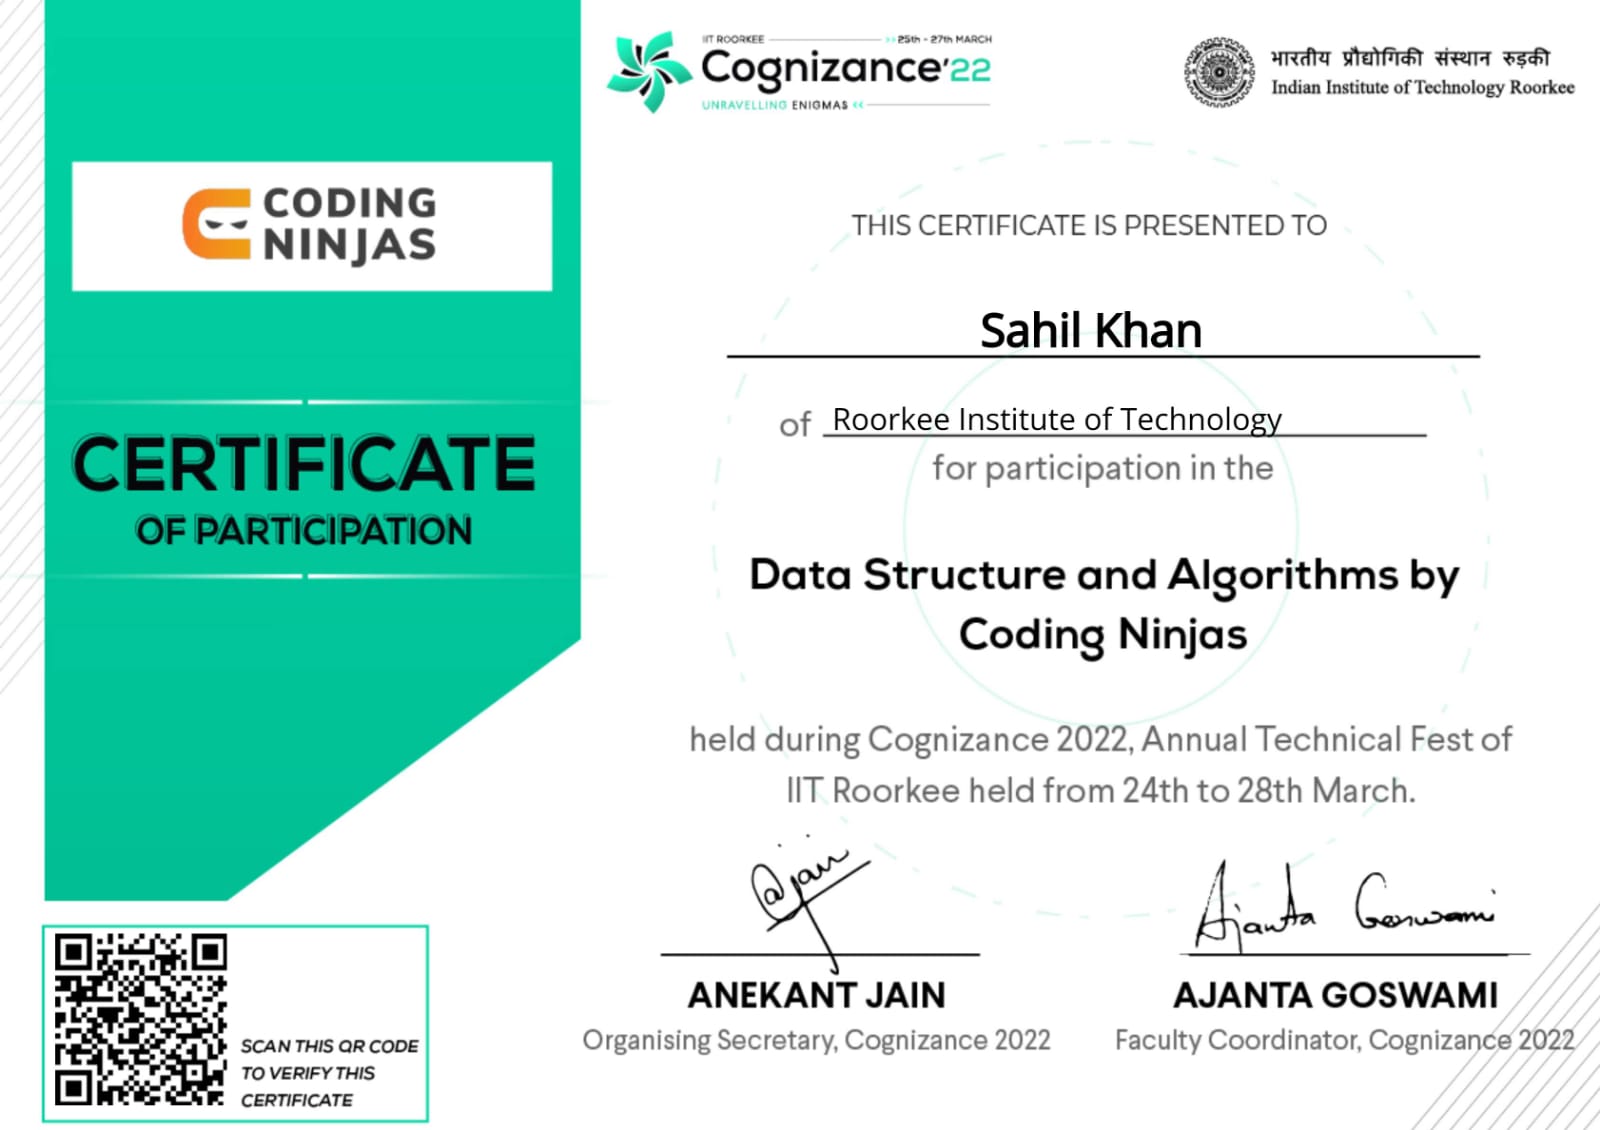 IIT ROORKEE >> 25th - 27th MARCH
Cognizance'22
UNRAVELLING ENIGMAS <<
भारतीय प्रौद्योगिकी संस्थान रुड़की
Indian Institute of Technology Roorkee
CODING
NINJAS
CERTIFICATE
OF PARTICIPATION
THIS CERTIFICATE IS PRESENTED TO
Sahil Khan
of Roorkee Institute of Technology
for participation in the
Data Structure and Algorithms by
Coding Ninjas
held during Cognizance 2022, Annual Technical Fest of
IIT Roorkee held from 24th to 28th March.
@jain
Ajanta Goswami
ANEKANT JAIN
Organising Secretary, Cognizance 2022
AJANTA GOSWAMI
Faculty Coordinator, Cognizance 2022
SCAN THIS QR CODE
TO VERIFY THIS
CERTIFICATE